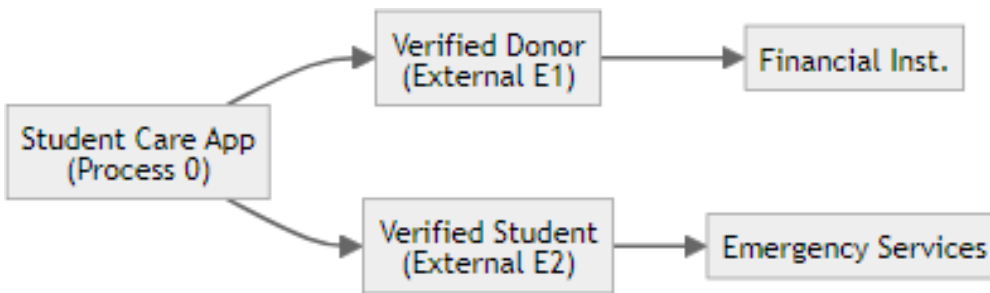 Student Care App
(Process 0)
Verified Donor
(External E1)
Financial Inst.
Verified Student
(External E2)
Emergency Services